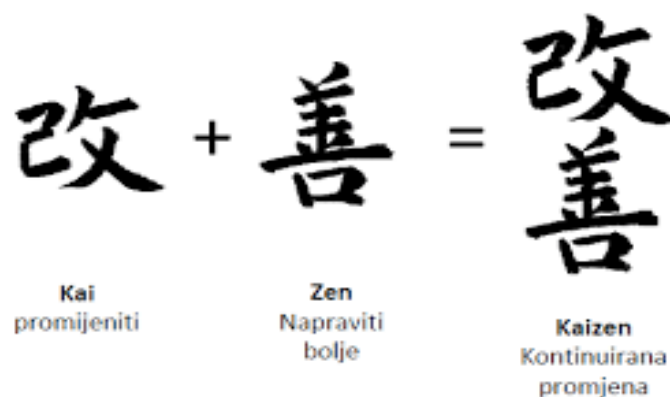 改 + 善 = 改善
Kai
promijeniti
Zen
Napraviti
bolje
Kaizen
Kontinuirana
promjena